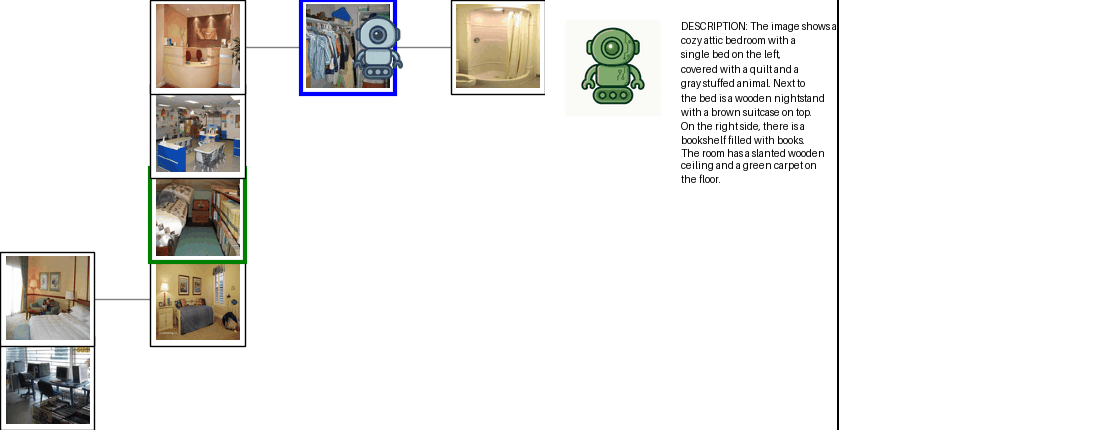 DESCRIPTION: The image shows a
cozy attic bedroom with a
single bed on the left,
covered with a quilt and a
gray stuffed animal. Next to
the bed is a wooden nightstand
with a brown suitcase on top.
On the right side, there is a
bookshelf filled with books.
The room has a slanted wooden
ceiling and a green carpet on
the floor.